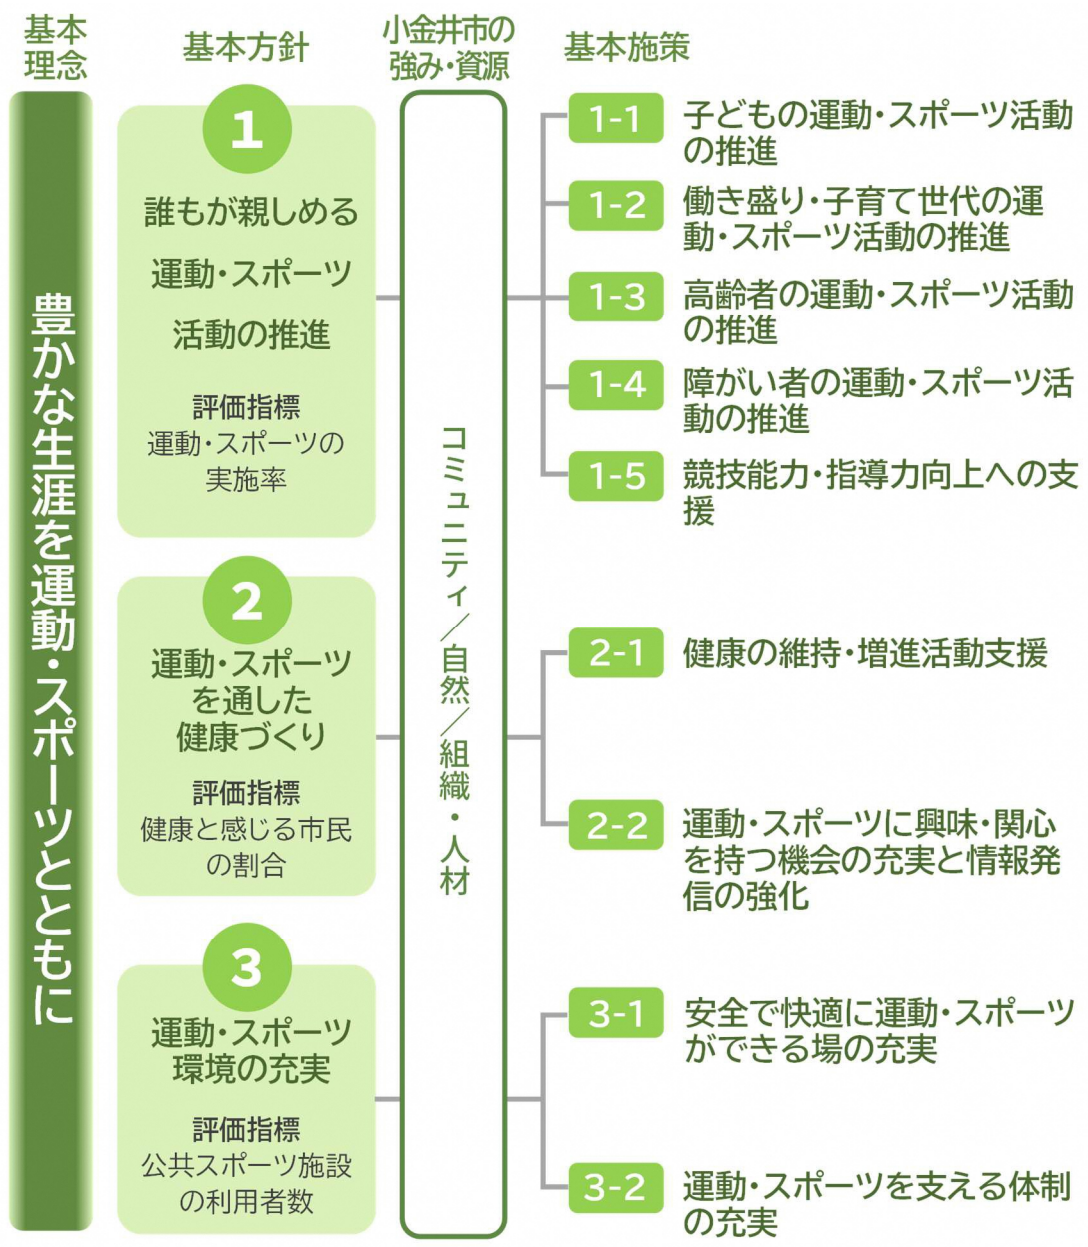 基本
理念
基本方針
小金井市の
強み・資源
基本施策
豊かな生涯を運動・スポーツとともに
1
誰もが親しめる
運動・スポーツ
活動の推進
評価指標
運動・スポーツの
実施率
2
運動・スポーツ
を通した
健康づくり
評価指標
健康と感じる市民
の割合
3
運動・スポーツ
環境の充実
評価指標
公共スポーツ施設
の利用者数
コミュニティ／自然／組織・人材
1-1
子どもの運動・スポーツ活動
の推進
1-2
働き盛り・子育て世代の運
動・スポーツ活動の推進
1-3
高齢者の運動・スポーツ活動
の推進
1-4
障がい者の運動・スポーツ活
動の推進
1-5
競技能力・指導力向上への支
援
2-1
健康の維持・増進活動支援
2-2
運動・スポーツに興味・関心
を持つ機会の充実と情報発
信の強化
3-1
安全で快適に運動・スポーツ
ができる場の充実
3-2
運動・スポーツを支える体制
の充実